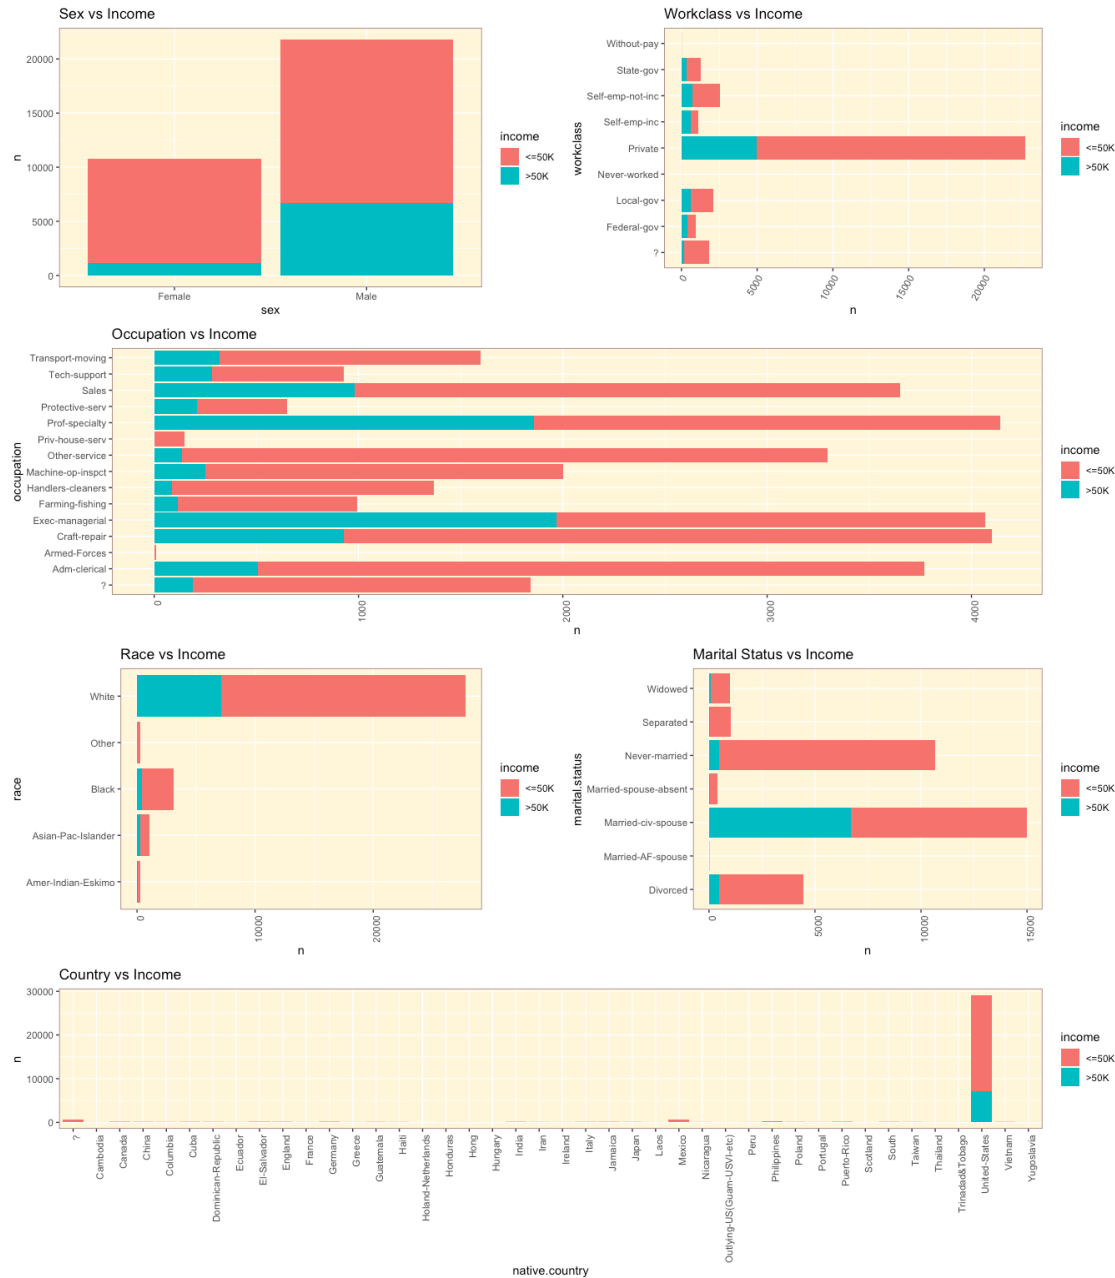 Sex vs Income
n
20000
15000
10000
5000
0
Female
Male
sex
income
<=50K
>50K
Workclass vs Income
workclass
Without-pay
State-gov
Self-emp-not-inc
Self-emp-inc
Private
Never-worked
Local-gov
Federal-gov
?
0
5000
10000
15000
20000
n
income
<=50K
>50K
Occupation vs Income
occupation
Transport-moving
Tech-support
Sales
Protective-serv
Prof-specialty
Priv-house-serv
Other-service
Machine-op-inspct
Handlers-cleaners
Farming-fishing
Exec-managerial
Craft-repair
Armed-Forces
Adm-clerical
?
0
1000
2000
3000
4000
n
income
<=50K
>50K
Race vs Income
race
White
Other
Black
Asian-Pac-Islander
Amer-Indian-Eskimo
0
10000
20000
n
income
<=50K
>50K
Marital Status vs Income
marital.status
Widowed
Separated
Never-married
Married-spouse-absent
Married-civ-spouse
Married-AF-spouse
Divorced
0
5000
10000
15000
n
income
<=50K
>50K
Country vs Income
n
30000
20000
10000
0
?
Cambodia
Canada
China
Columbia
Cuba
Dominican-Republic
Ecuador
El-Salvador
England
France
Germany
Greece
Guatemala
Haiti
Holand-Netherlands
Honduras
Hong
Hungary
India
Iran
Ireland
Italy
Jamaica
Japan
Laos
Mexico
Nicaragua
Outlying-US(Guam-USVI-etc)
Peru
Philippines
Poland
Portugal
Puerto-Rico
Scotland
South
Taiwan
Thailand
Trinadad&Tobago
United-States
Vietnam
Yugoslavia
native.country
income
<=50K
>50K